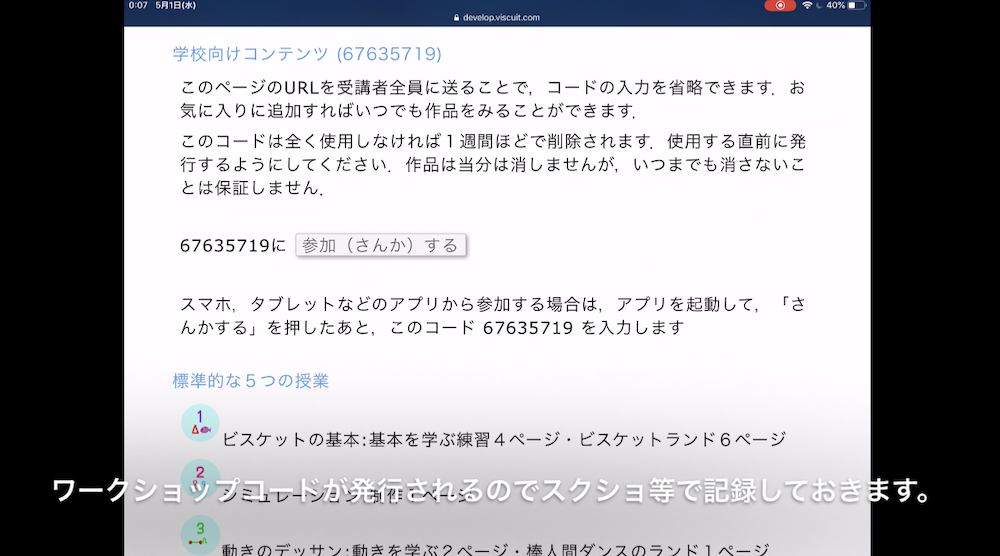 0:07 5月1日(水)
40%
develop.viscuit.com
学校向けコンテンツ (67635719)
このページのURLを受講者全員に送ることで，コードの入力を省略できます．お
気に入りに追加すればいつでも作品をみることができます．
このコードは全く使用しなければ１週間ほどで削除されます．使用する直前に発
行するようにしてください．作品は当分は消しませんが，いつまでも消さないこ
とは保証しません．
67635719に 参加（さんか）する
スマホ，タブレットなどのアプリから参加する場合は，アプリを起動して，「さ
んかする」を押したあと，このコード 67635719 を入力します
標準的な５つの授業
1
ビスケットの基本:基本を学ぶ練習４ページ・ビスケットランド６ページ
2
シミュレーション:制作１ページ
ワークショップコードが発行されるのでスクショ等で記録しておきます。
3
動きのデッサン:動きを学ぶ２ページ・棒人間ダンスのランド１ページ